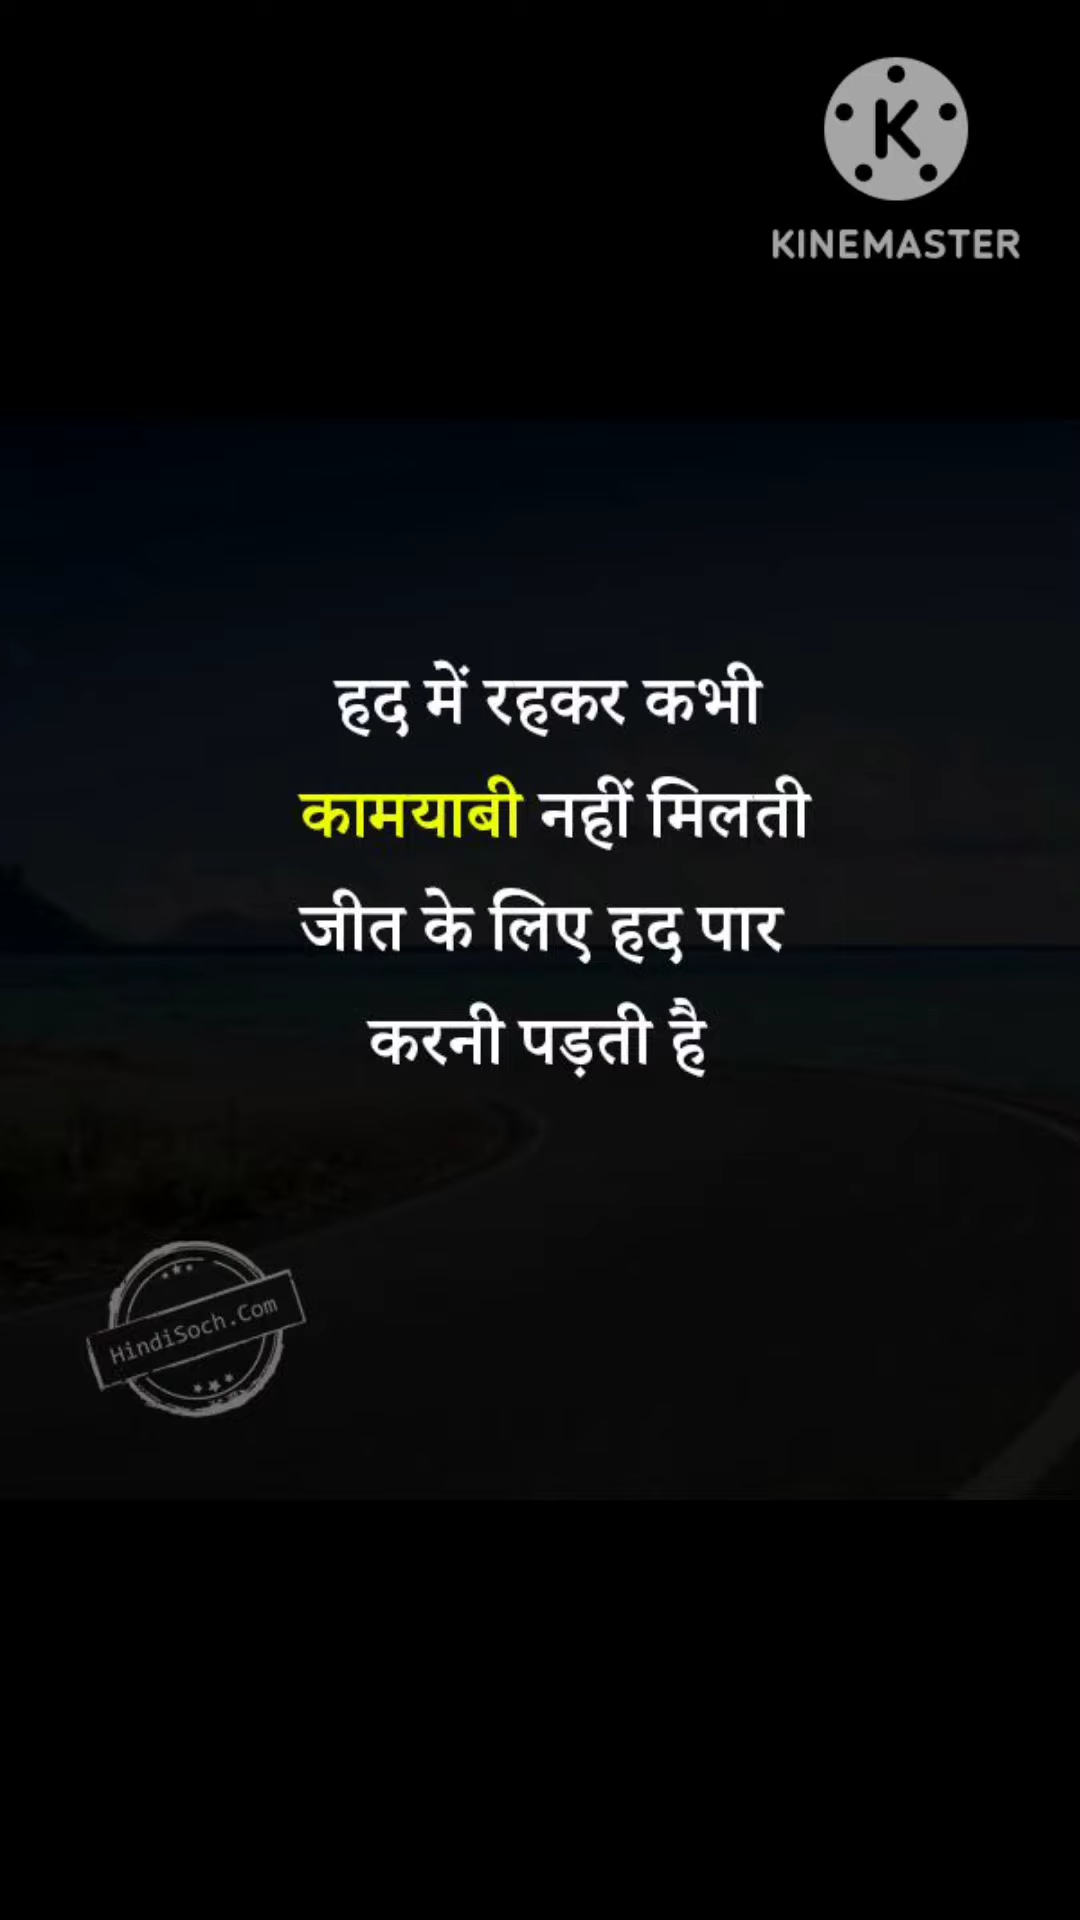 KINEMASTER
हद में रहकर कभी
कामयाबी नहीं मिलती
जीत के लिए हद पार
करनी पड़ती है
HindiSoch.Com